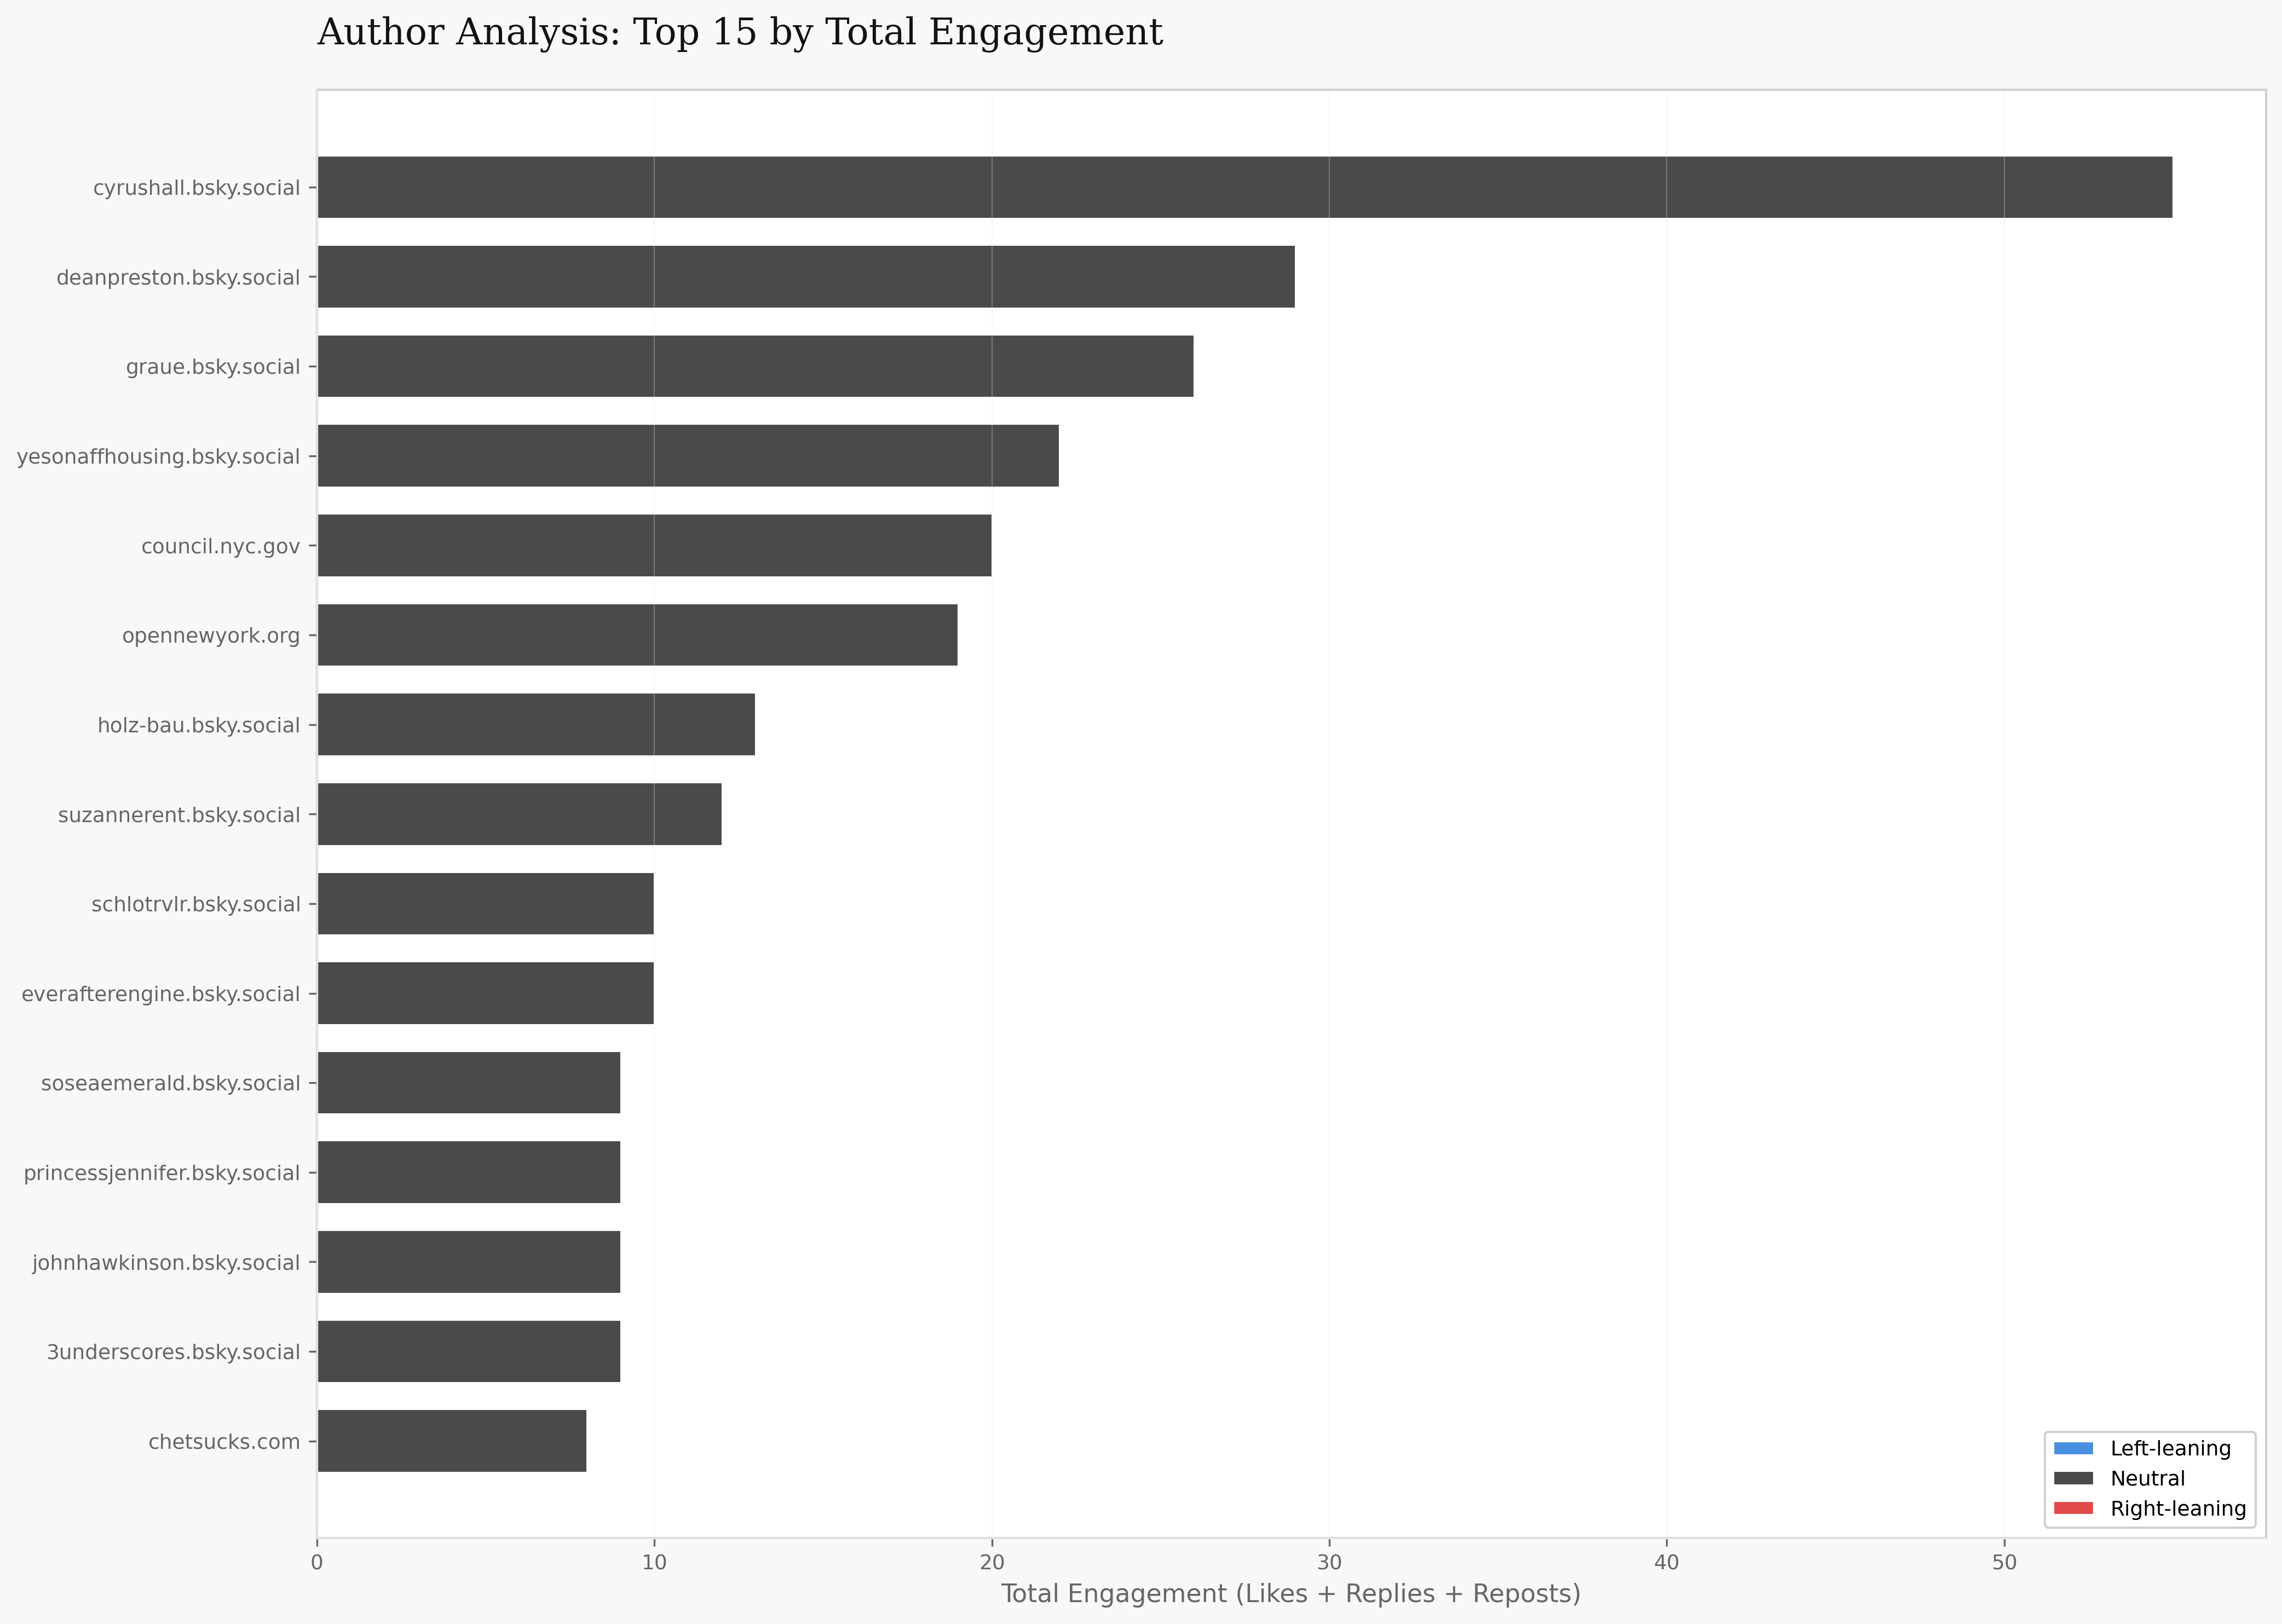 Author Analysis: Top 15 by Total Engagement
cyrushall.bsky.social
deanpreston.bsky.social
graue.bsky.social
yesonaffhousing.bsky.social
council.nyc.gov
opennewyork.org
holz-bau.bsky.social
suzannerent.bsky.social
schlotrvlr.bsky.social
everafterengine.bsky.social
soseaemerald.bsky.social
princessjennifer.bsky.social
johnhawkinson.bsky.social
3underscores.bsky.social
chetsucks.com
Left-leaning
Neutral
Right-leaning
0 10 20 30 40 50
Total Engagement (Likes + Replies + Reposts)